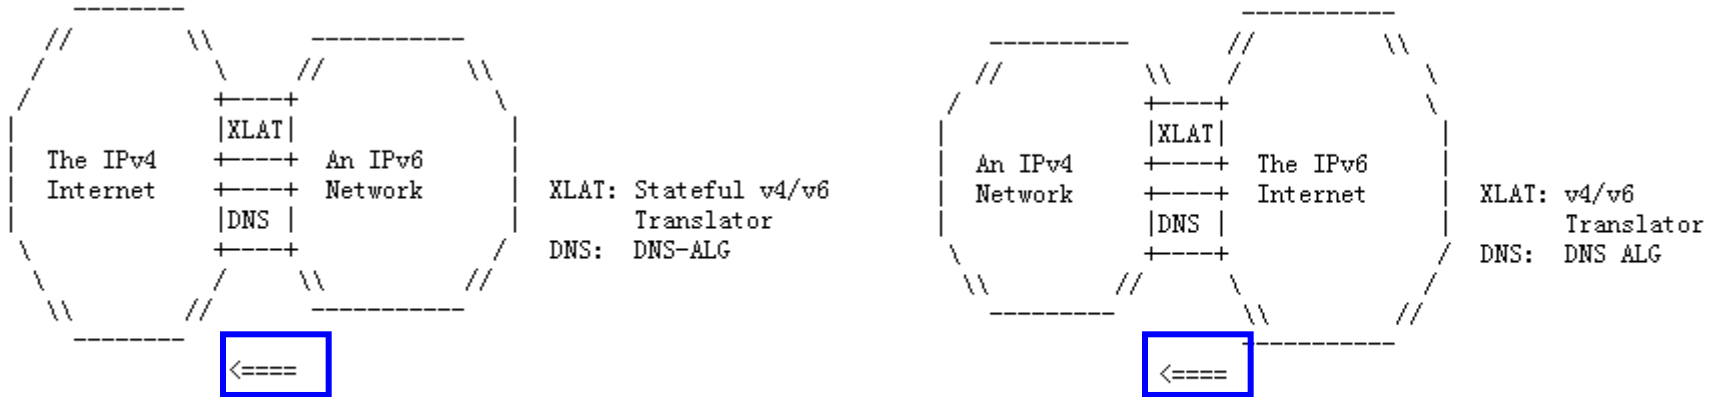 XLAT
The IPv4
Internet
An IPv6
Network
DNS
XLAT: Stateful v4/v6
Translator
DNS: DNS-ALG
<====
XLAT
An IPv4
Network
The IPv6
Internet
DNS
XLAT: v4/v6
Translator
DNS: DNS ALG
<====